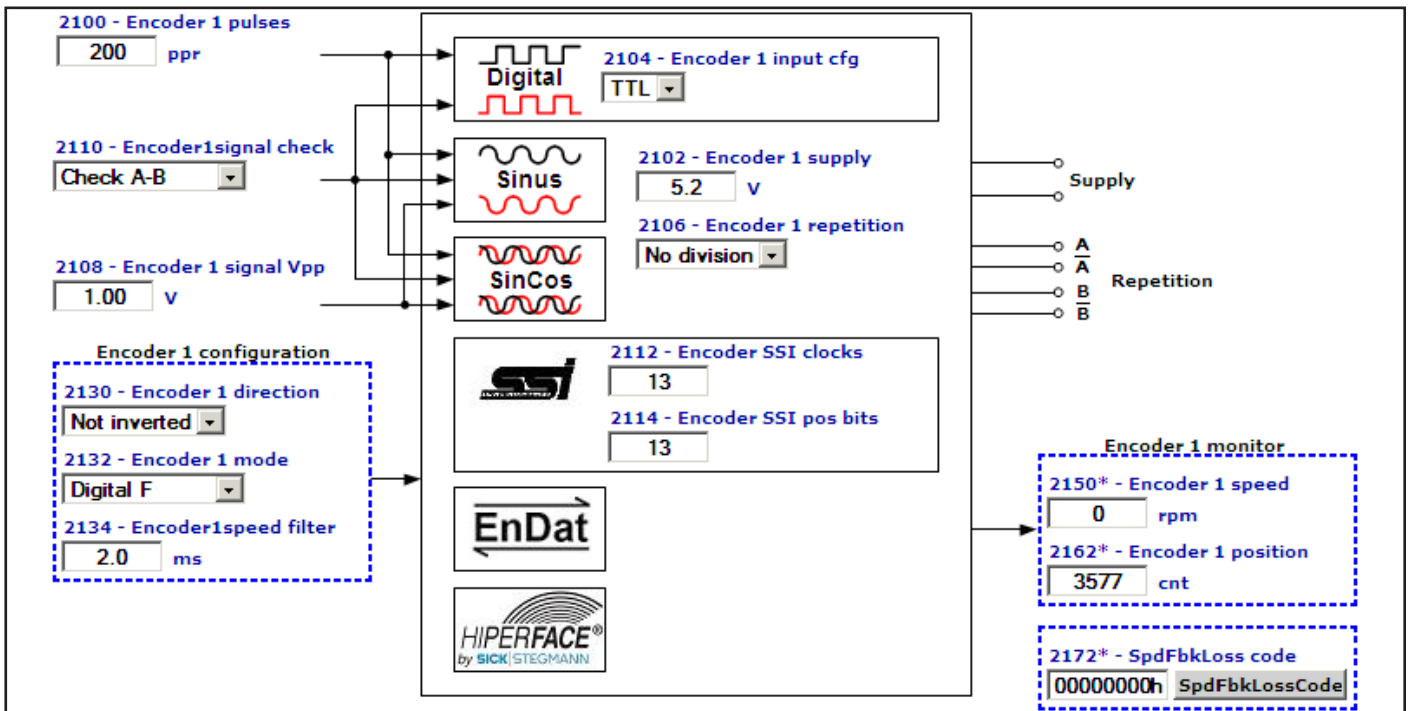 2100 - Encoder 1 pulses
200 ppr
Digital
2104 - Encoder 1 input cfg
TTL
2110 - Encoder1signal check
Check A-B
Sinus
2102 - Encoder 1 supply
5.2 V
Supply
2106 - Encoder 1 repetition
No division
A
A
B
B
Repetition
2108 - Encoder 1 signal Vpp
1.00 V
SinCos
Encoder 1 configuration
2130 - Encoder 1 direction
Not inverted
2132 - Encoder 1 mode
Digital F
2134 - Encoder1speed filter
2.0 ms
SSI
2112 - Encoder SSI clocks
13
2114 - Encoder SSI pos bits
13
EnDat
HIPERFACE®
by SICK STEGMANN
Encoder 1 monitor
2150* - Encoder 1 speed
0 rpm
2162* - Encoder 1 position
3577 cnt
2172* - SpdFbkLoss code
00000000h SpdFbkLossCode